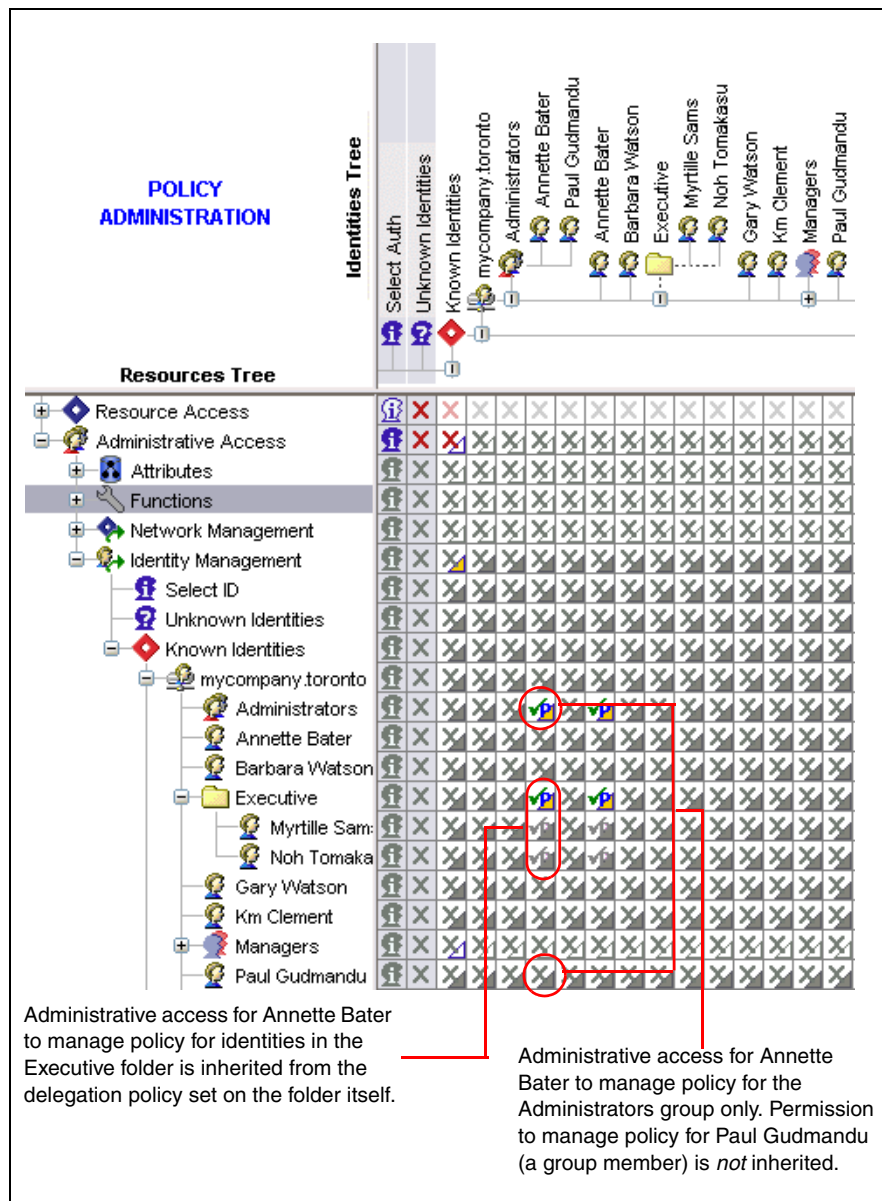 POLICY
ADMINISTRATION
Identities Tree
Select Auth
Unknown Identities
Known Identities
mycompany.toronto
Administrators
Annette Bater
Paul Gudmandu
Annette Bater
Barbara Watson
Executive
Myrtille Sams
Noh Tomakasu
Gary Watson
Km Clement
Managers
Paul Gudmandu
Resources Tree
Resource Access
Administrative Access
Attributes
Functions
Network Management
Identity Management
Select ID
Unknown Identities
Known Identities
mycompany.toronto
Administrators
Annette Bater
Barbara Watson
Executive
Myrtille Sam
Noh Tomaka
Gary Watson
Km Clement
Managers
Paul Gudmandu
Administrative access for Annette Bater
to manage policy for identities in the
Executive folder is inherited from the
delegation policy set on the folder itself.
Administrative access for Annette
Bater to manage policy for the
Administrators group only. Permission
to manage policy for Paul Gudmandu
(a group member) is not inherited.